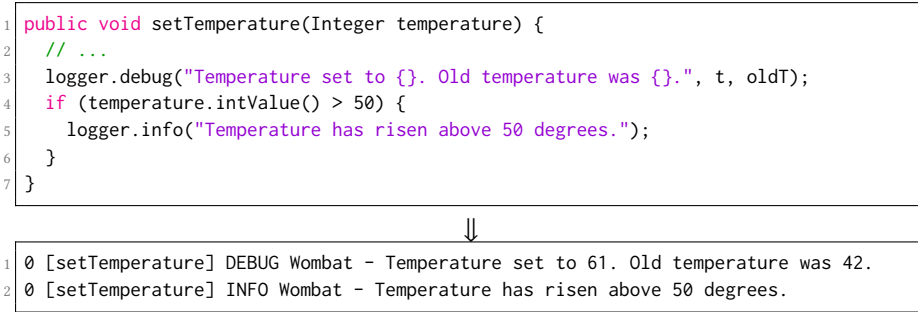 1 public void setTemperature(Integer temperature) {
2   // ...
3   logger.debug("Temperature set to {}. Old temperature was {}.", t, oldT);
4   if (temperature.intValue() > 50) {
5     logger.info("Temperature has risen above 50 degrees.");
6   }
7 }
⇓
1 0 [setTemperature] DEBUG Wombat - Temperature set to 61. Old temperature was 42.
2 0 [setTemperature] INFO Wombat - Temperature has risen above 50 degrees.